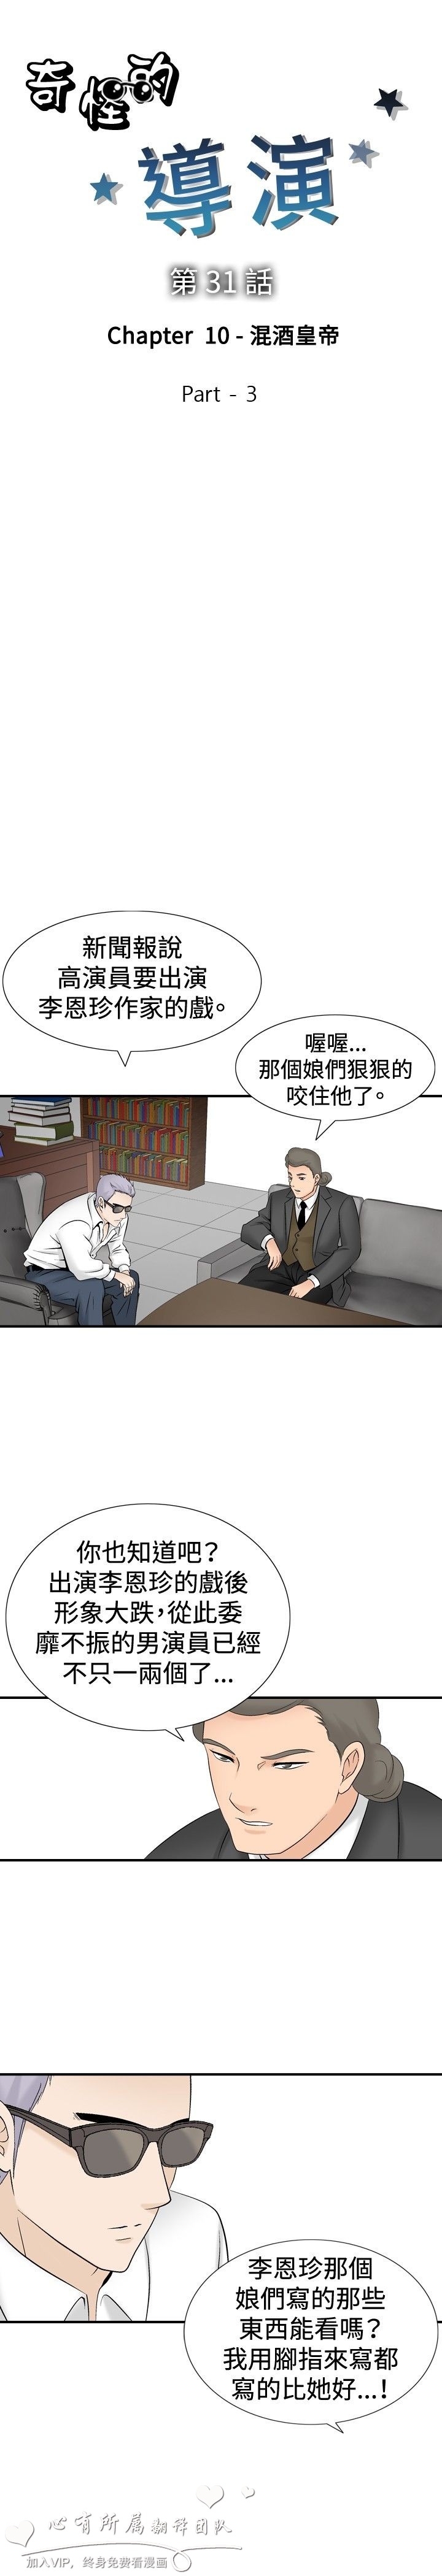 奇怪的
導演
第31話
Chapter 10 - 混酒皇帝
Part - 3
新聞報說
高演員要出演
李恩珍作家的戲。
喔喔...
那個娘們狠狠的
咬住他了。
你也知道吧？
出演李恩珍的戲後
形象大跌，從此委
靡不振的男演員已經
不只一兩個了...
李恩珍那個
娘們寫的那些
東西能看嗎？
我用腳指來寫都
寫的比她好...！
心有所属翻译团队
加入VIP，终身免费看漫画